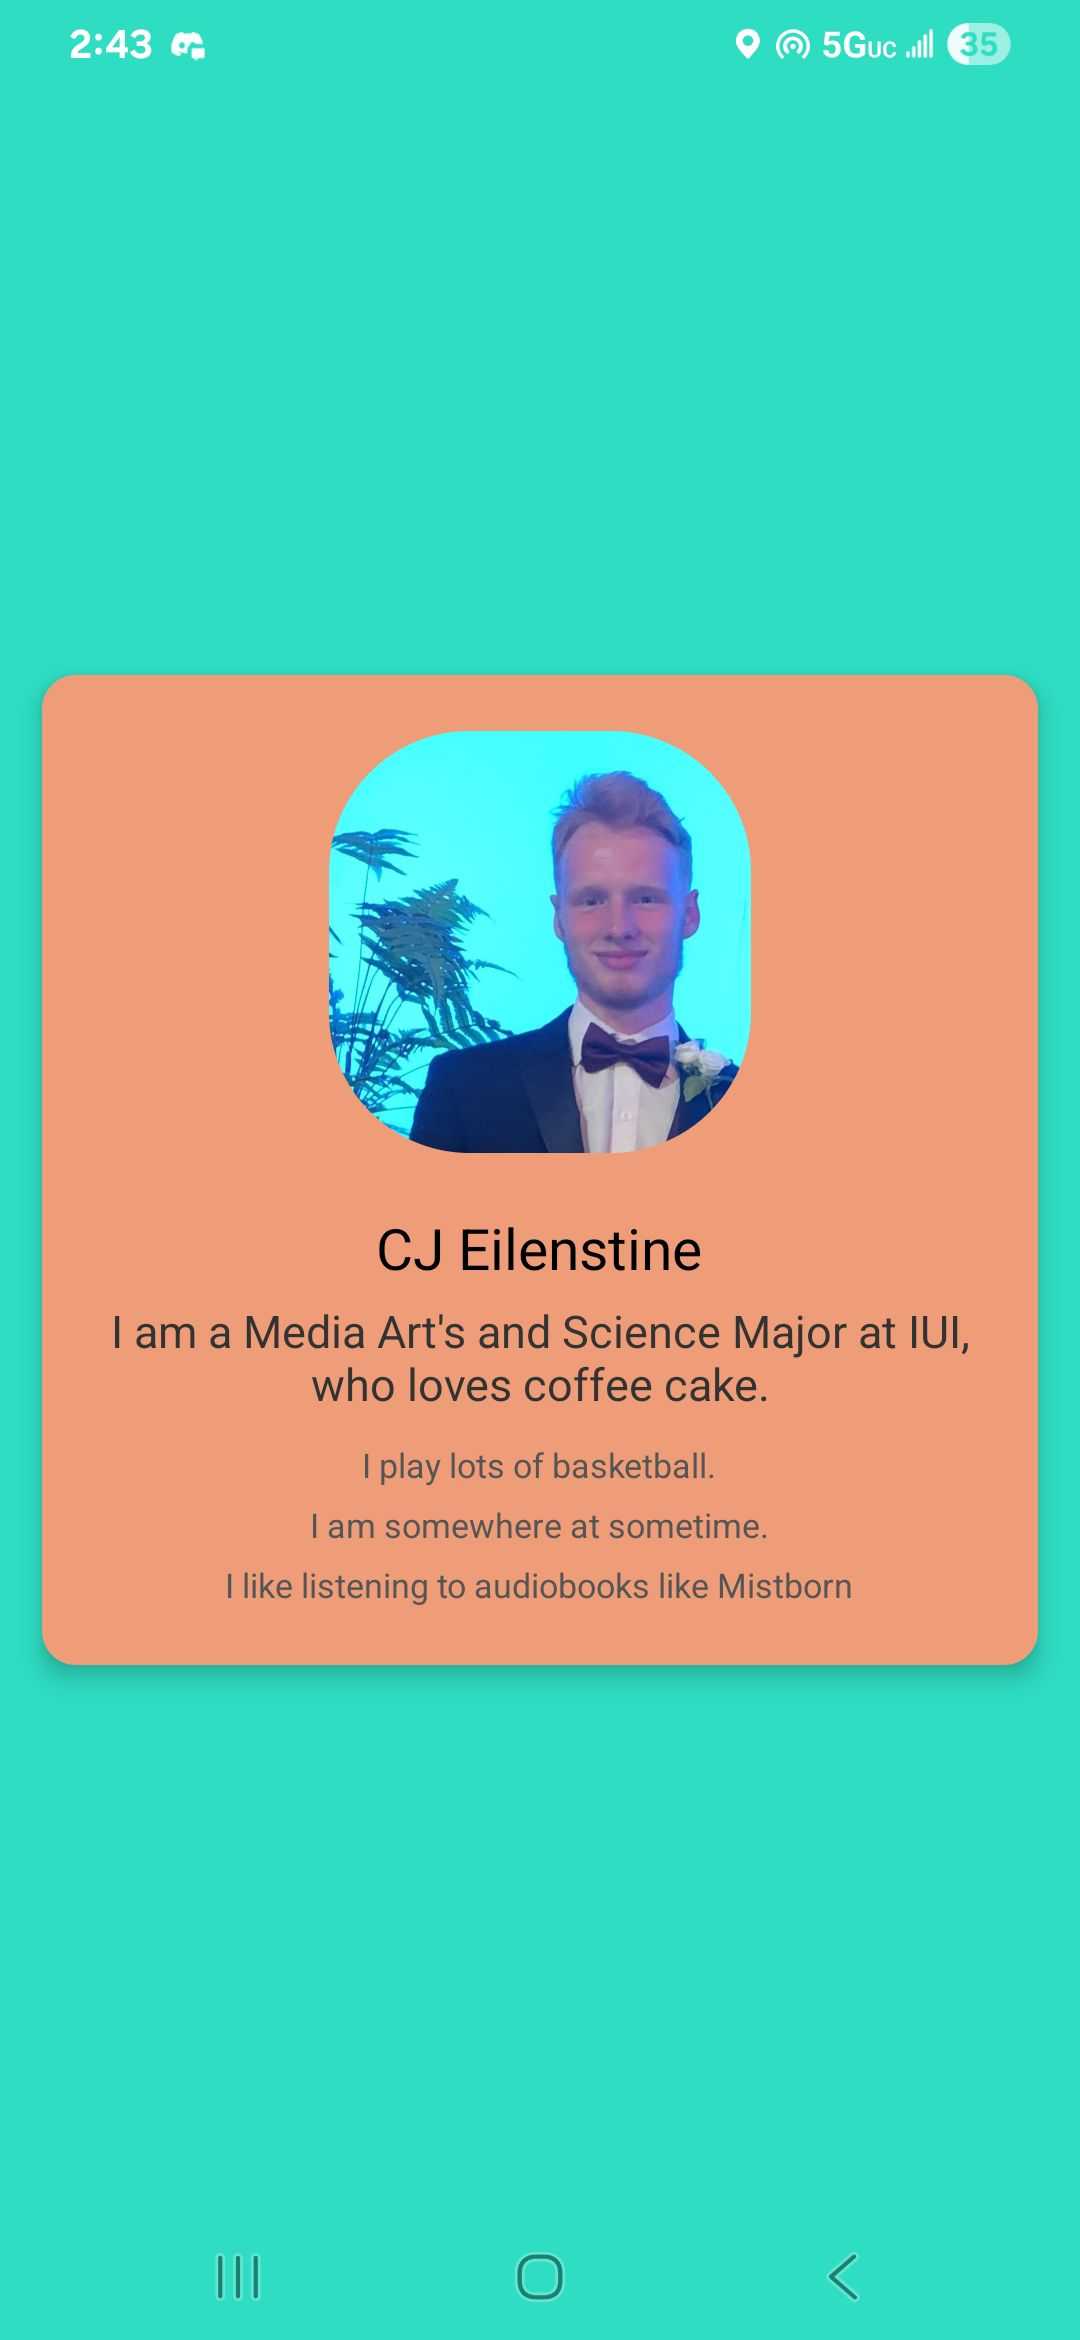 2:43
5GUC
35
CJ Eilenstine
I am a Media Art's and Science Major at IUI,
who loves coffee cake.
I play lots of basketball.
I am somewhere at sometime.
I like listening to audiobooks like Mistborn